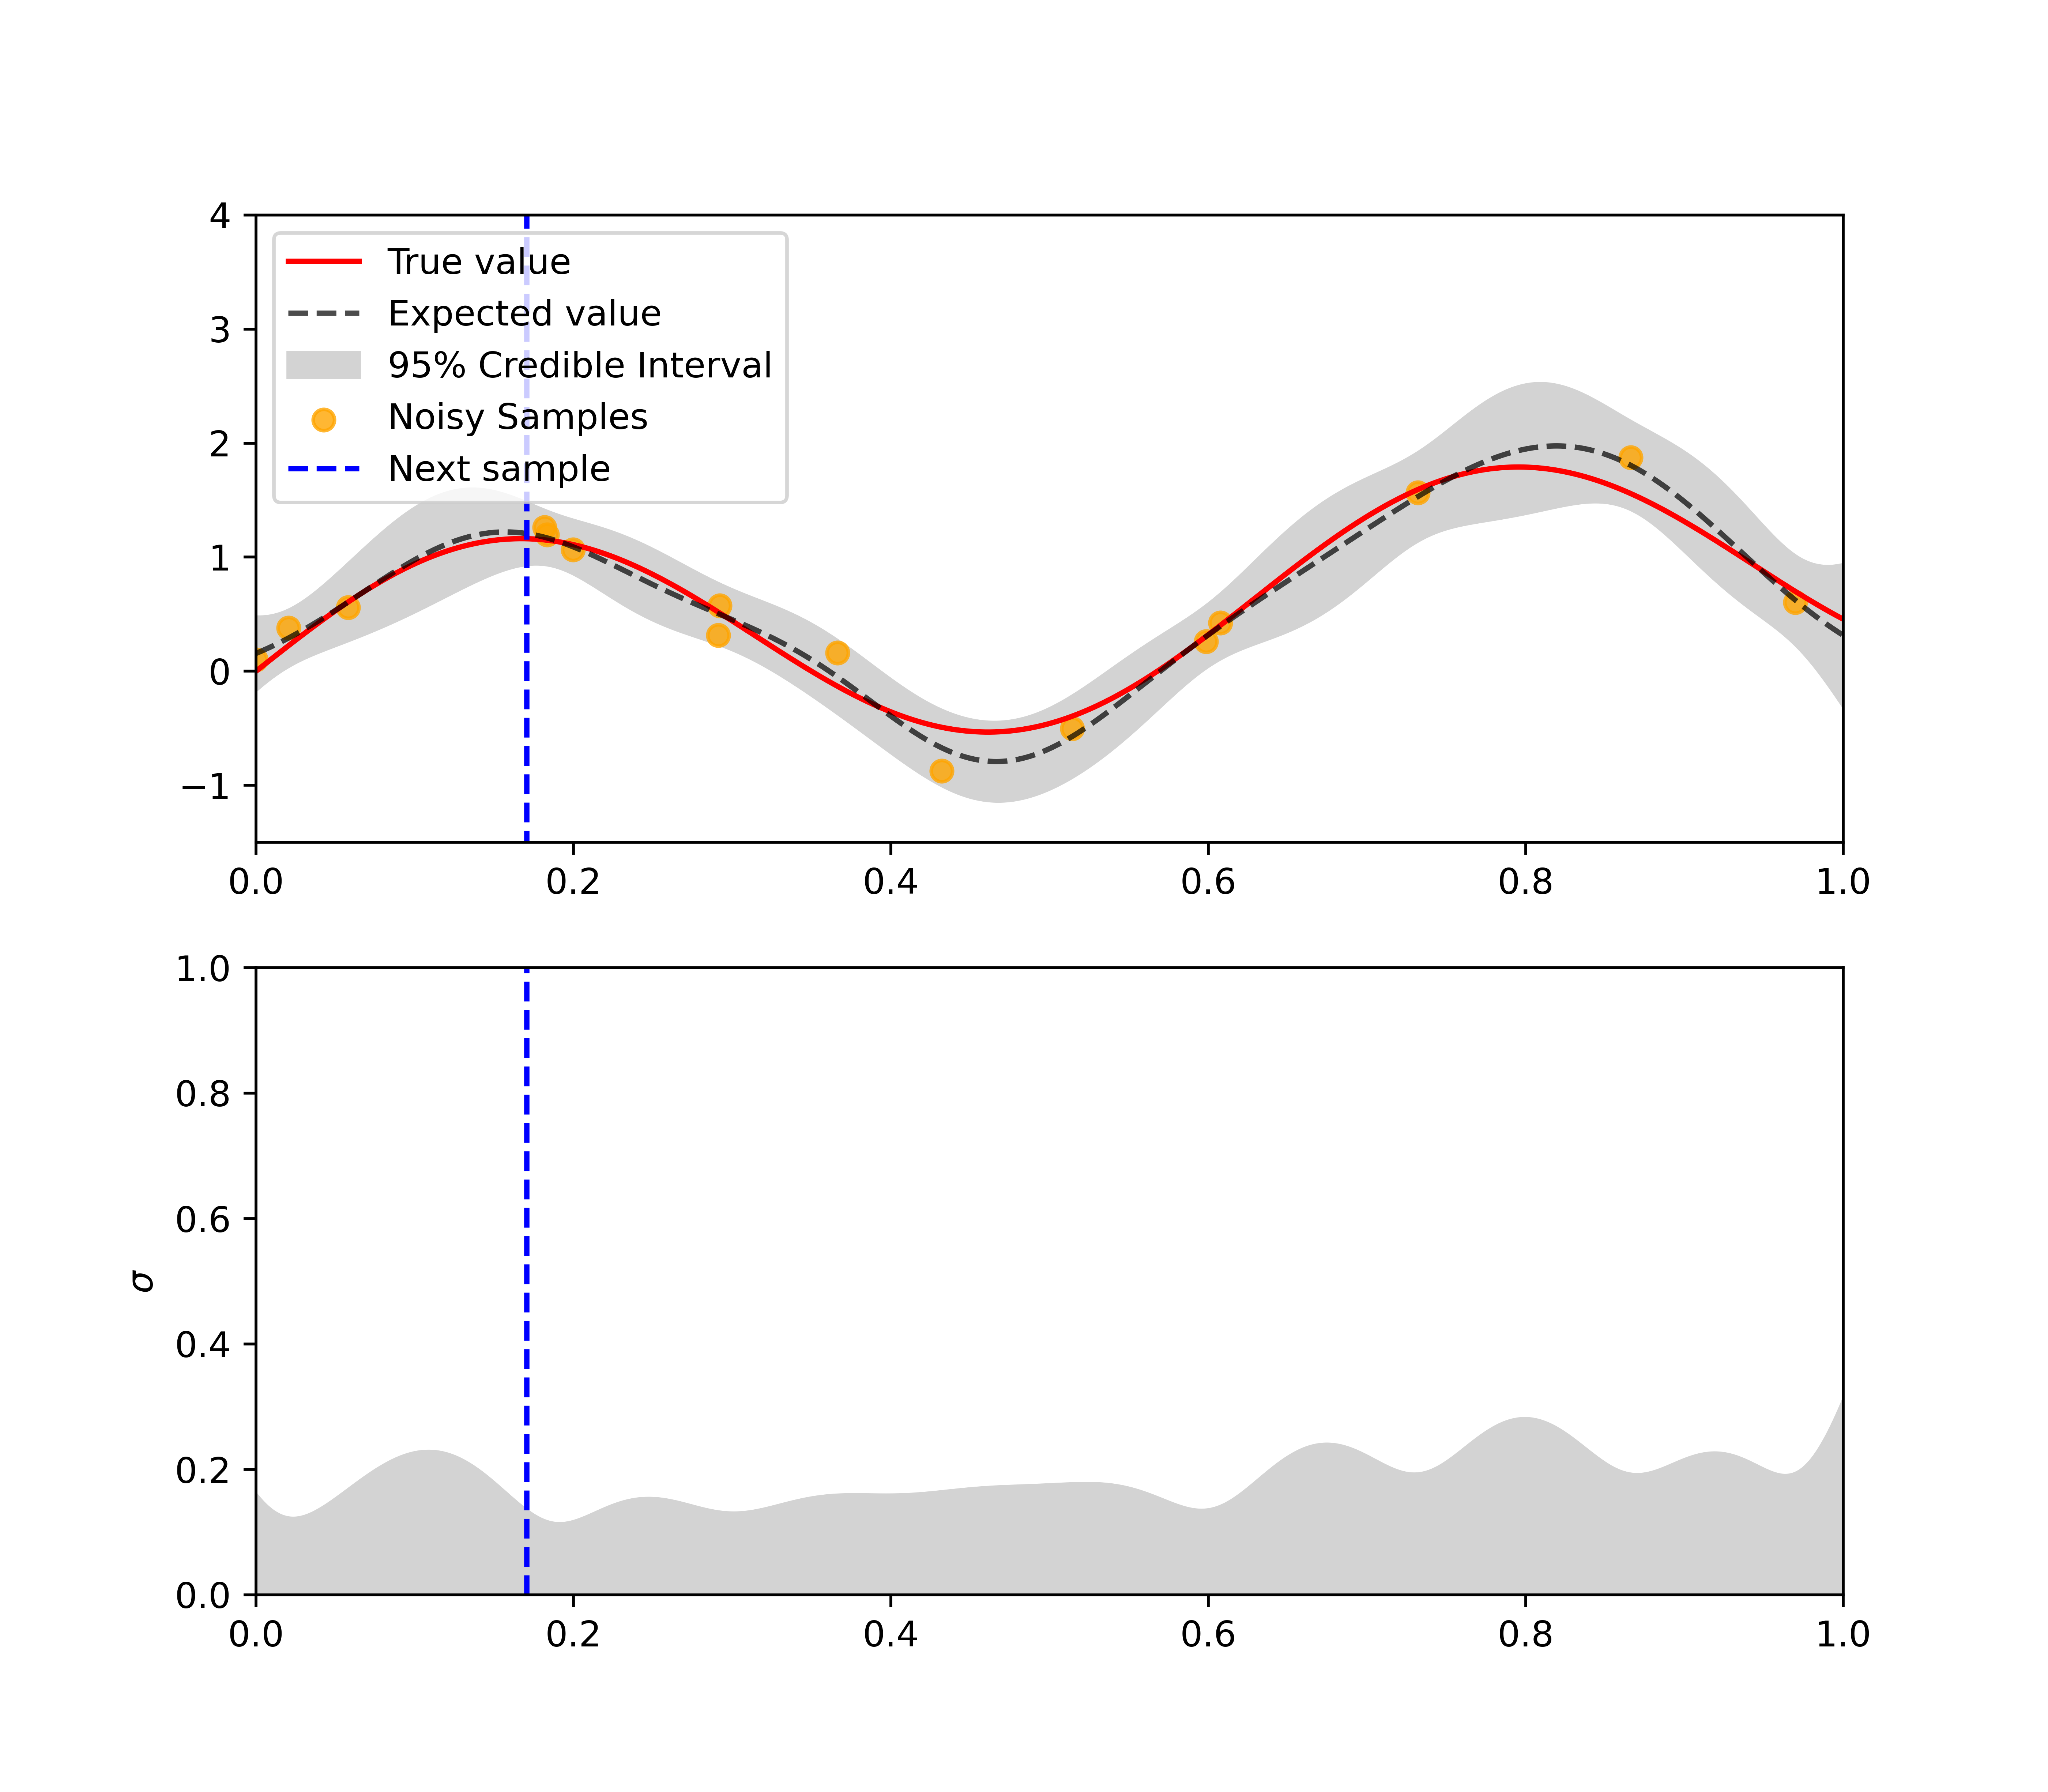 4
3
2
1
0
−1
True value
Expected value
95% Credible Interval
Noisy Samples
Next sample
0.0 0.2 0.4 0.6 0.8 1.0
1.0
0.8
0.6
0.4
0.2
0.0
σ
0.0 0.2 0.4 0.6 0.8 1.0